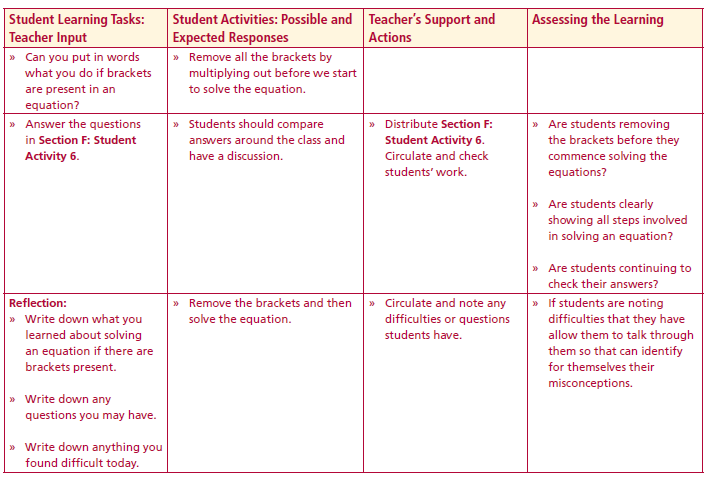 Student Learning Tasks:
Teacher Input
Student Activities: Possible and
Expected Responses
Teacher's Support and
Actions
Assessing the Learning
» Can you put in words
what you do if brackets
are present in an
equation?
» Remove all the brackets by
multiplying out before we start
to solve the equation.
» Answer the questions
in Section F: Student
Activity 6.
» Students should compare
answers around the class and
have a discussion.
» Distribute Section F:
Student Activity 6.
Circulate and check
students' work.
» Are students removing
the brackets before they
commence solving the
equations?
» Are students clearly
showing all steps involved
in solving an equation?
» Are students continuing to
check their answers?
Reflection:
» Write down what you
learned about solving
an equation if there are
brackets present.
» Write down any
questions you may have.
» Write down anything you
found difficult today.
» Remove the brackets and then
solve the equation.
» Circulate and note any
difficulties or questions
students have.
» If students are noting
difficulties that they have
allow them to talk through
them so that can identify
for themselves their
misconceptions.